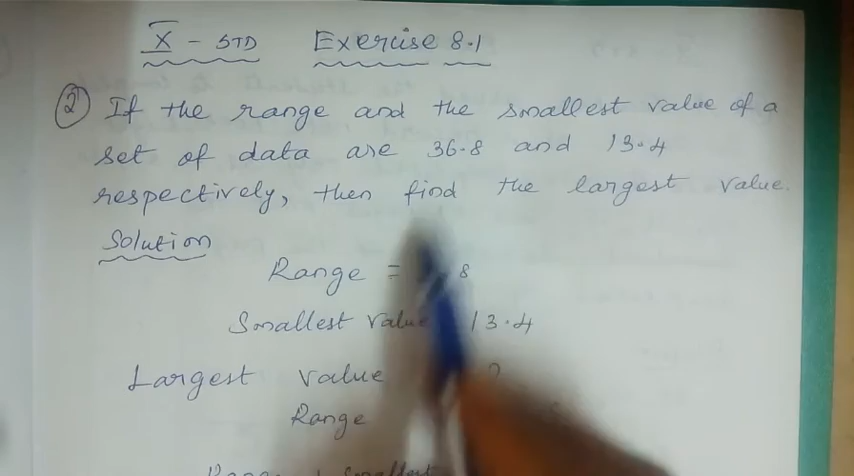 X - STD Exercise 8.1
② If the range and the smallest value of a
set of data are 36.8 and 13.4
respectively, then find the largest value.
Solution
Range = 8
Smallest Value 13.4
Largest value ?
Range
Range + Smallest